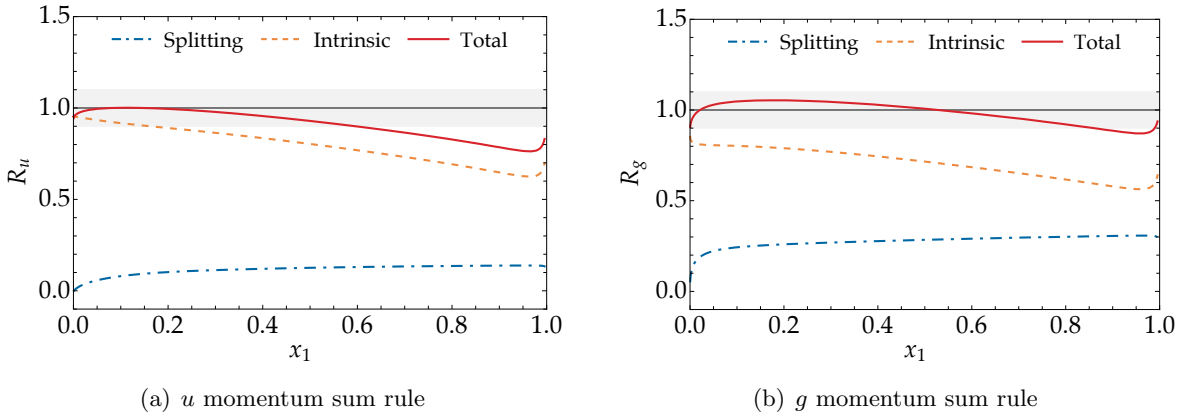 1.5
Splitting Intrinsic Total
1.0
R_u
0.5
0.0
0.0 0.2 0.4 0.6 0.8 1.0
x_1
(a) u momentum sum rule
1.5
Splitting Intrinsic Total
1.0
R_g
0.5
0.0
0.0 0.2 0.4 0.6 0.8 1.0
x_1
(b) g momentum sum rule